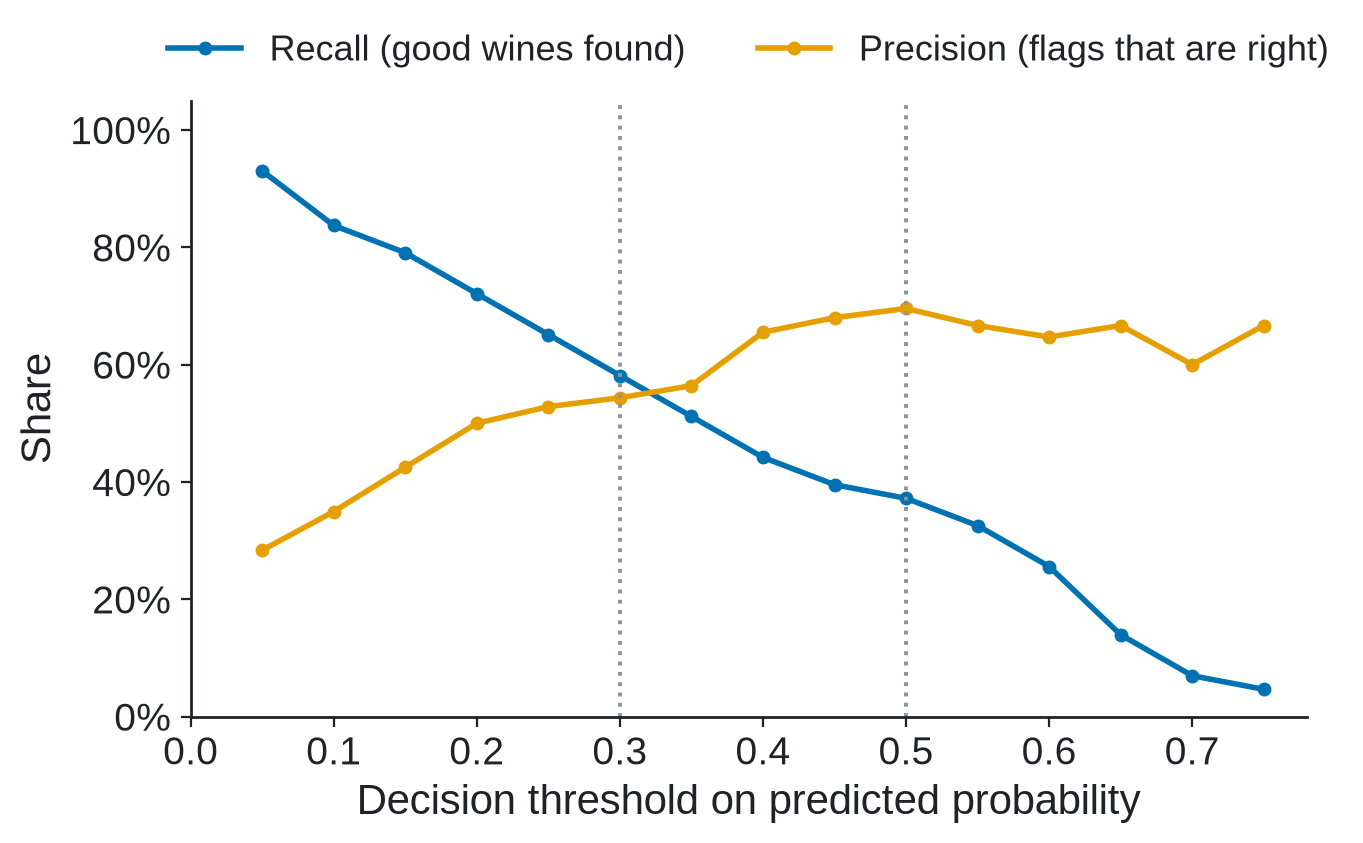 Recall (good wines found) Precision (flags that are right)
100%
80%
60%
40%
20%
0%
Share
0.0 0.1 0.2 0.3 0.4 0.5 0.6 0.7
Decision threshold on predicted probability